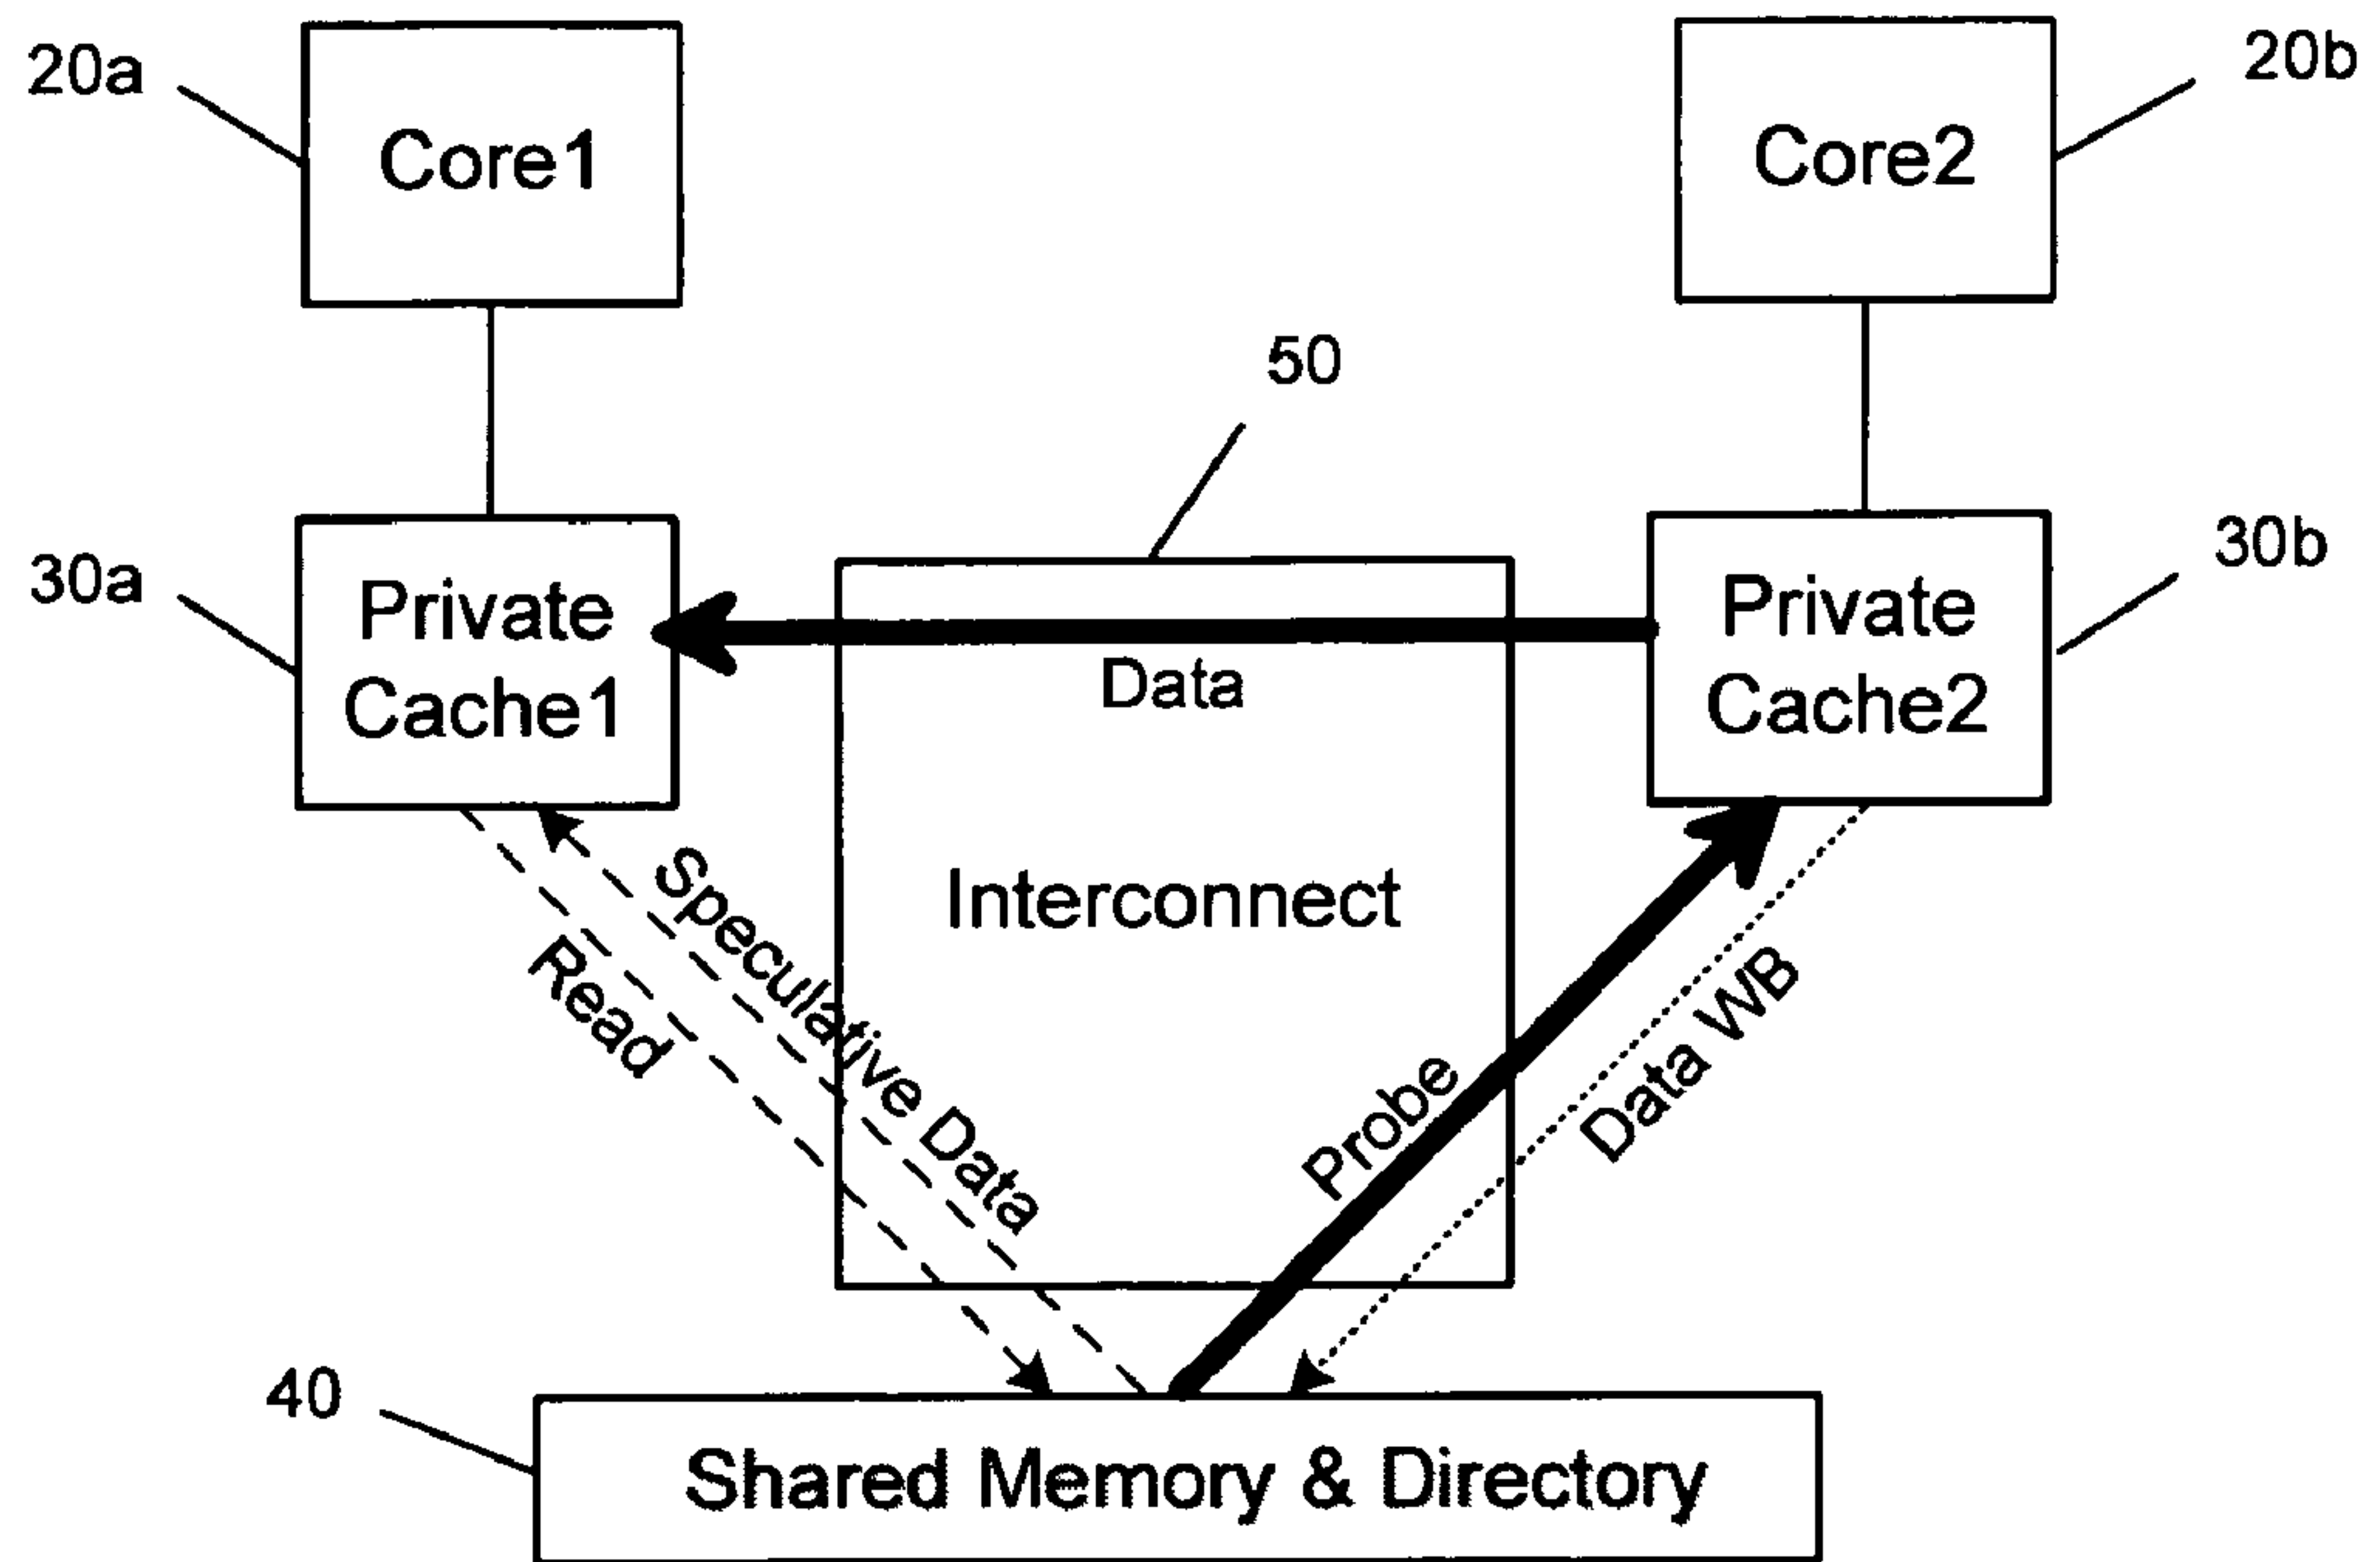 20a
Core1
Core2
20b
50
30a
Private
Cache1
Private
Cache2
30b
Data
Interconnect
Speculative Data
Read
Probe
Data WB
40
Shared Memory & Directory